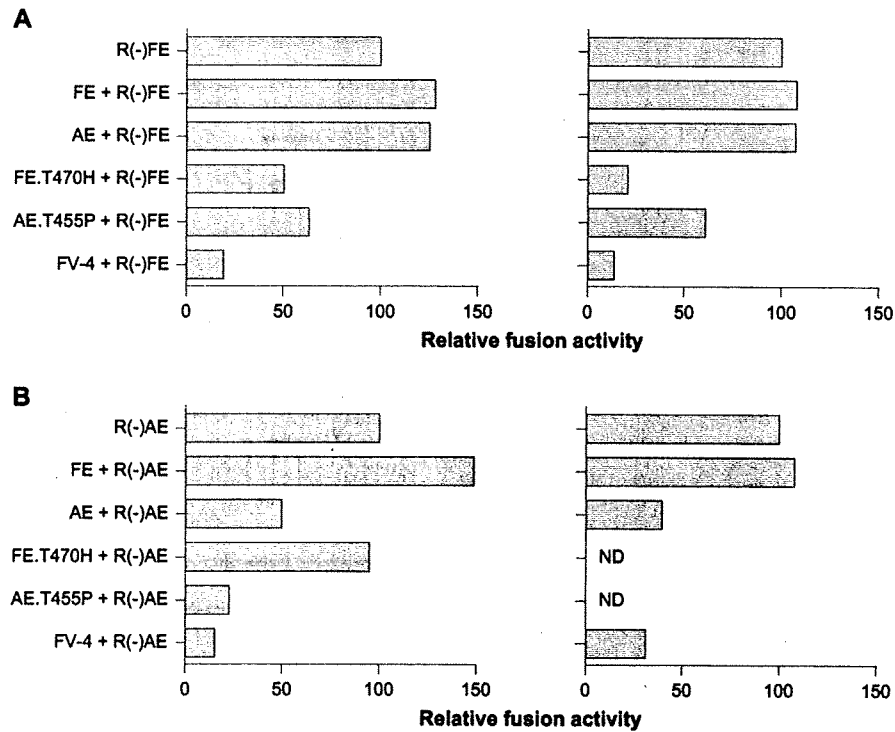 A
R(-)FE
FE + R(-)FE
AE + R(-)FE
FE.T470H + R(-)FE
AE.T455P + R(-)FE
FV-4 + R(-)FE
0 50 100 150
0 50 100 150
Relative fusion activity
B
R(-)AE
FE + R(-)AE
AE + R(-)AE
FE.T470H + R(-)AE
ND
AE.T455P + R(-)AE
ND
FV-4 + R(-)AE
0 50 100 150
0 50 100 150
Relative fusion activity